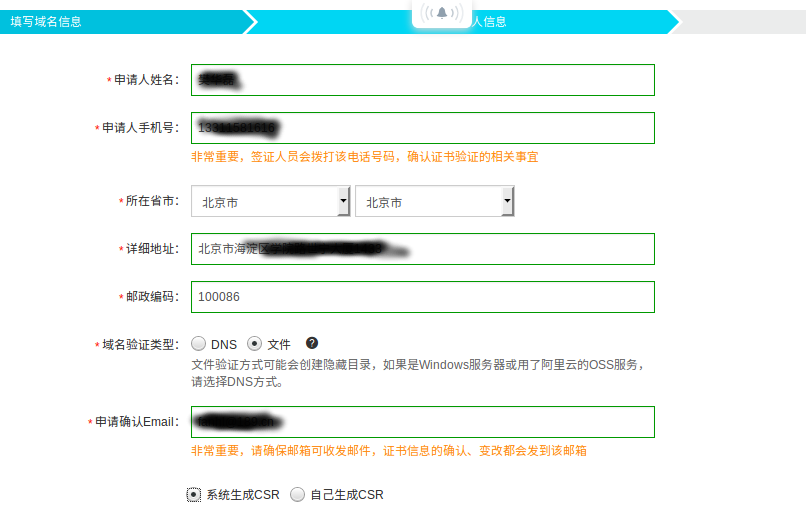 填写域名信息
人信息
*申请人姓名：
*申请人手机号：
非常重要，签证人员会拨打该电话号码，确认证书验证的相关事宜
*所在省市： 北京市 北京市
*详细地址： 北京市海淀区
*邮政编码： 100086
*域名验证类型： DNS 文件 ?
文件验证方式可能会创建隐藏目录，如果是Windows服务器或用了阿里云的OSS服务，
请选择DNS方式。
*申请确认Email：
非常重要，请确保邮箱可收发邮件，证书信息的确认、变改都会发到该邮箱
系统生成CSR 自己生成CSR